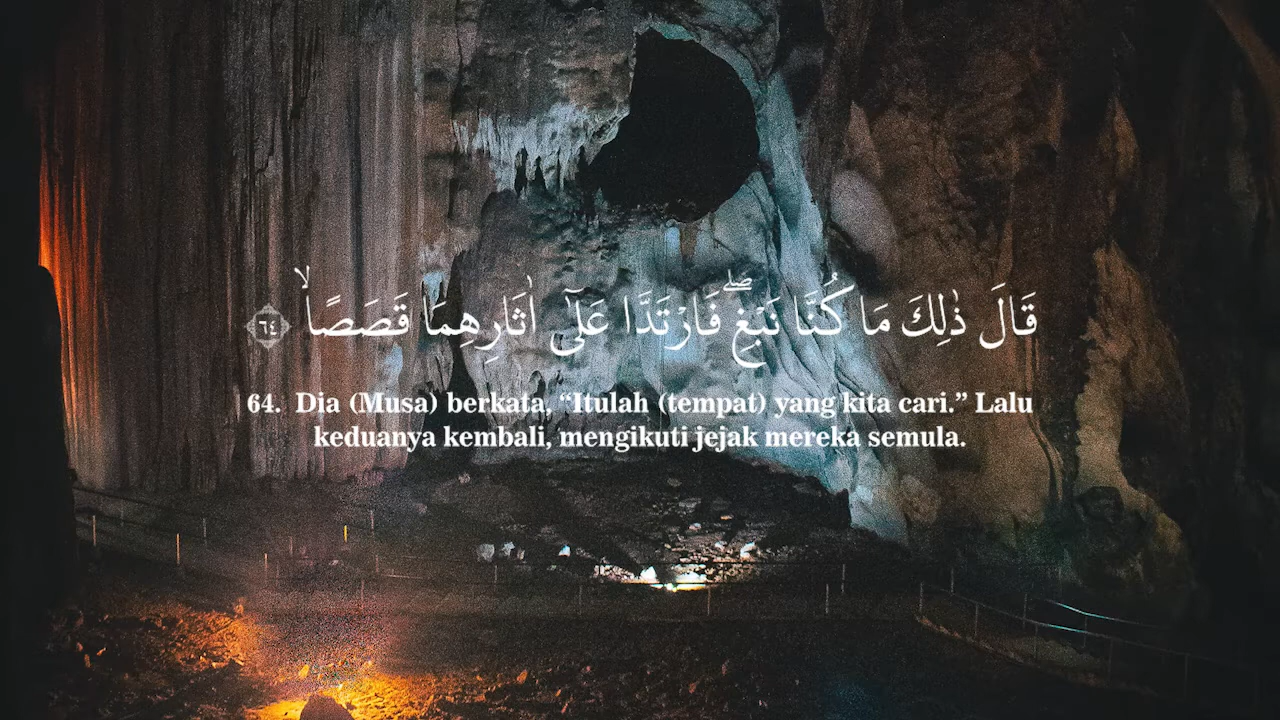 قَالَ ذٰلِكَ مَا كُنَّا نَبْغِۖ فَارْتَدَّا عَلٰٓى اٰثَارِهِمَا قَصَصًاۙ ٦٤
64. Dia (Musa) berkata, “Itulah (tempat) yang kita cari.” Lalu
keduanya kembali, mengikuti jejak mereka semula.